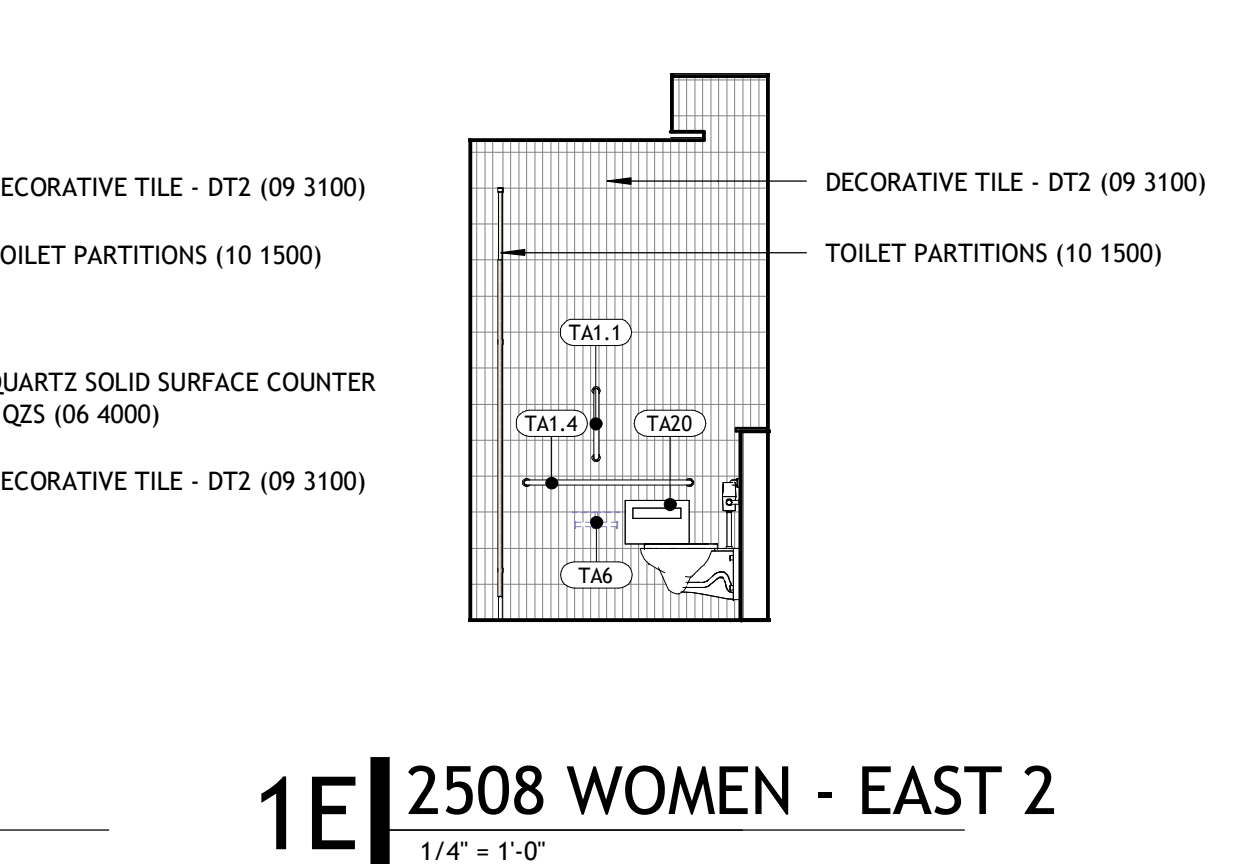 ECORATIVE TILE - DT2 (09 3100)
OILET PARTITIONS (10 1500)
QUARTZ SOLID SURFACE COUNTER
QZS (06 4000)
ECORATIVE TILE - DT2 (09 3100)
DECORATIVE TILE - DT2 (09 3100)
TOILET PARTITIONS (10 1500)
TA1.1
TA1.4
TA20
TA6
1E
2508 WOMEN - EAST 2
1/4" = 1'-0"